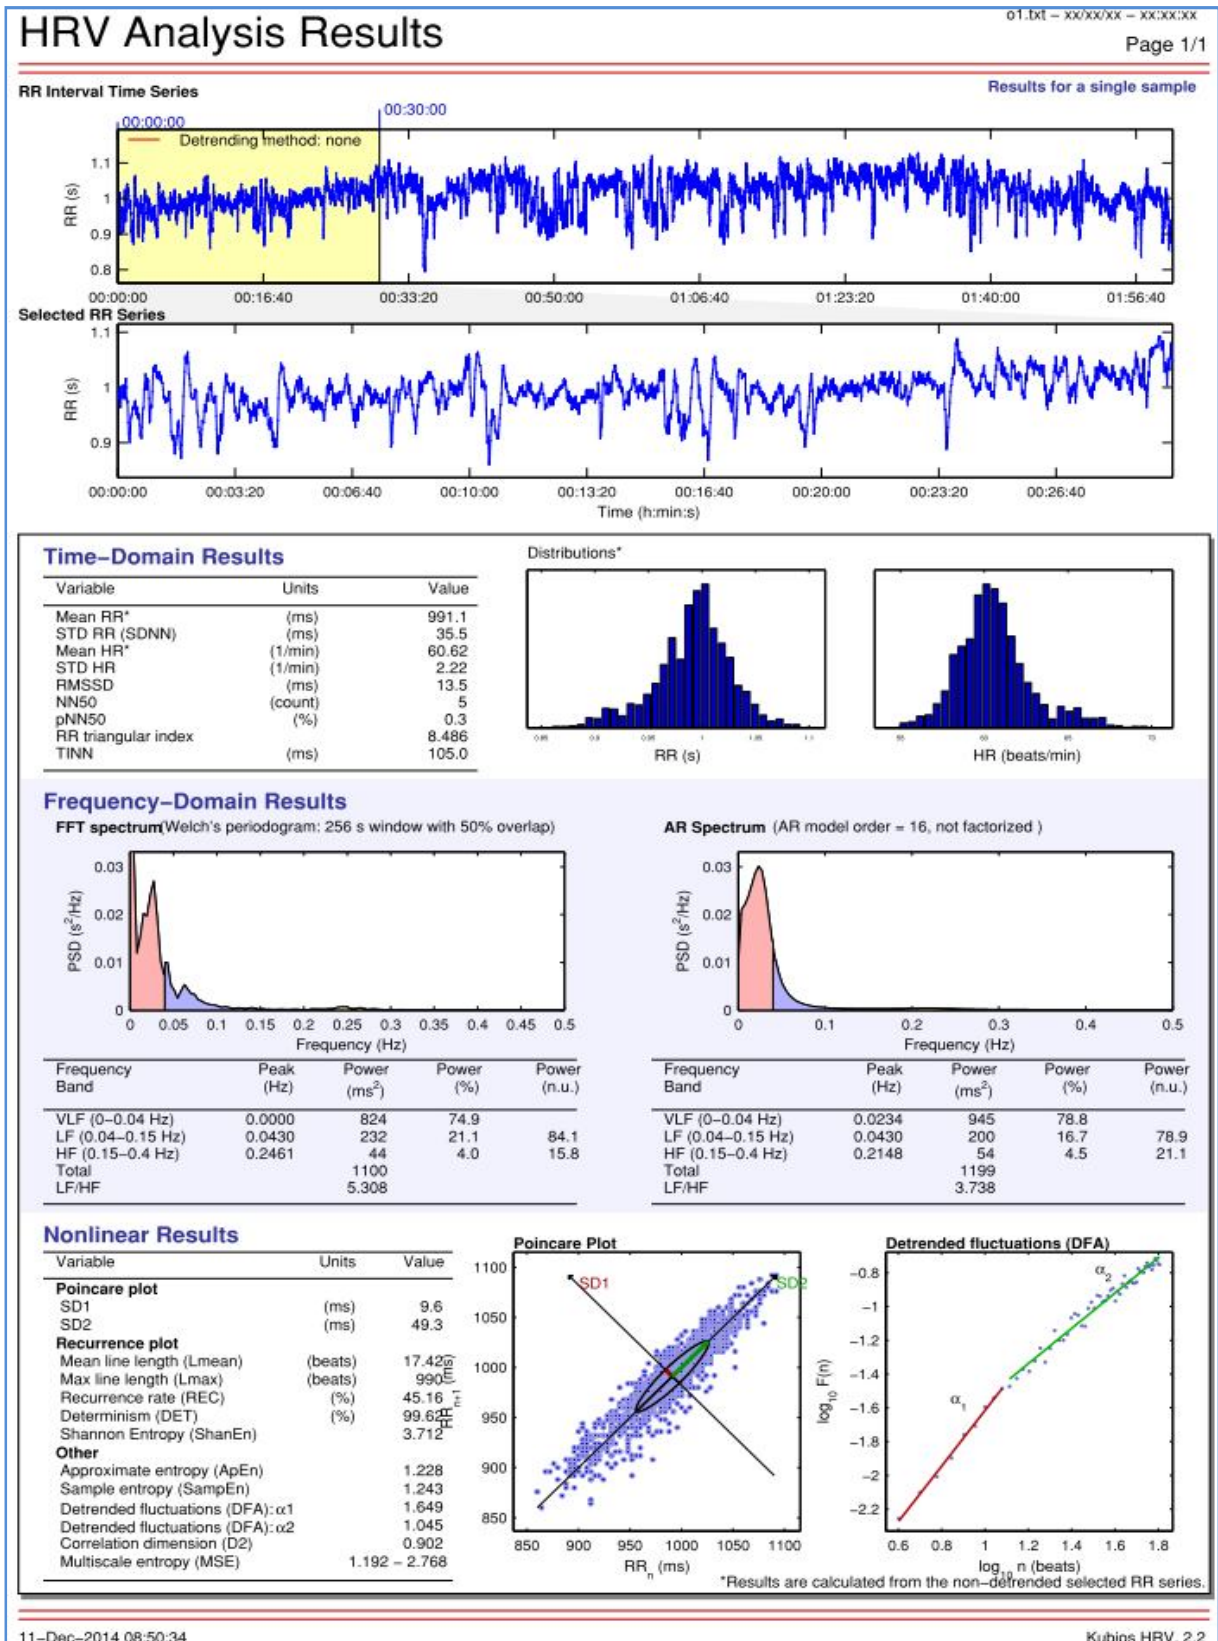 HRV Analysis Results
o1.txt – xx/xx/xx – xx:xx:xx
Page 1/1
RR Interval Time Series
Results for a single sample
00:00:00
00:30:00
Detrending method: none
1.1
1
0.9
0.8
RR (s)
00:00:00 00:16:40 00:33:20 00:50:00 01:06:40 01:23:20 01:40:00 01:56:40
Selected RR Series
1.1
1
0.9
RR (s)
00:00:00 00:03:20 00:06:40 00:10:00 00:13:20 00:16:40 00:20:00 00:23:20 00:26:40
Time (h:min:s)
Time–Domain Results
Variable Units Value
Mean RR* (ms) 991.1
STD RR (SDNN) (ms) 35.5
Mean HR* (1/min) 60.62
STD HR (1/min) 2.22
RMSSD (ms) 13.5
NN50 (count) 5
pNN50 (%) 0.3
RR triangular index 8.486
TINN (ms) 105.0
Distributions*
0.85 0.9 0.95 1 1.05 1.1
RR (s)
55 60 65 70
HR (beats/min)
Frequency–Domain Results
FFT spectrum (Welch's periodogram: 256 s window with 50% overlap)
0.03
0.02
0.01
0
PSD (s²/Hz)
0 0.05 0.1 0.15 0.2 0.25 0.3 0.35 0.4 0.45 0.5
Frequency (Hz)
AR Spectrum (AR model order = 16, not factorized )
0.03
0.02
0.01
0
PSD (s²/Hz)
0 0.1 0.2 0.3 0.4 0.5
Frequency (Hz)
Frequency Peak Power Power Power
Band (Hz) (ms²) (%) (n.u.)
VLF (0–0.04 Hz) 0.0000 824 74.9
LF (0.04–0.15 Hz) 0.0430 232 21.1 84.1
HF (0.15–0.4 Hz) 0.2461 44 4.0 15.8
Total 1100
LF/HF 5.308
Frequency Peak Power Power Power
Band (Hz) (ms²) (%) (n.u.)
VLF (0–0.04 Hz) 0.0234 945 78.8
LF (0.04–0.15 Hz) 0.0430 200 16.7 78.9
HF (0.15–0.4 Hz) 0.2148 54 4.5 21.1
Total 1199
LF/HF 3.738
Nonlinear Results
Variable Units Value
Poincare plot
SD1 (ms) 9.6
SD2 (ms) 49.3
Recurrence plot
Mean line length (Lmean) (beats) 17.42
Max line length (Lmax) (beats) 990
Recurrence rate (REC) (%) 45.16
Determinism (DET) (%) 99.62
Shannon Entropy (ShanEn) 3.712
Other
Approximate entropy (ApEn) 1.228
Sample entropy (SampEn) 1.243
Detrended fluctuations (DFA): α1 1.649
Detrended fluctuations (DFA): α2 1.045
Correlation dimension (D2) 0.902
Multiscale entropy (MSE) 1.192 – 2.768
Poincare Plot
SD1
SD2
1100
1050
1000
950
900
850
RRn+1 (ms)
850 900 950 1000 1050 1100
RRn (ms)
Detrended fluctuations (DFA)
α2
α1
–0.8
–1
–1.2
–1.4
–1.6
–1.8
–2
–2.2
log10 F(n)
0.6 0.8 1 1.2 1.4 1.6 1.8
log10 n (beats)
*Results are calculated from the non–detrended selected RR series.
11–Dec–2014 08:50:34
Kubios HRV, 2.2